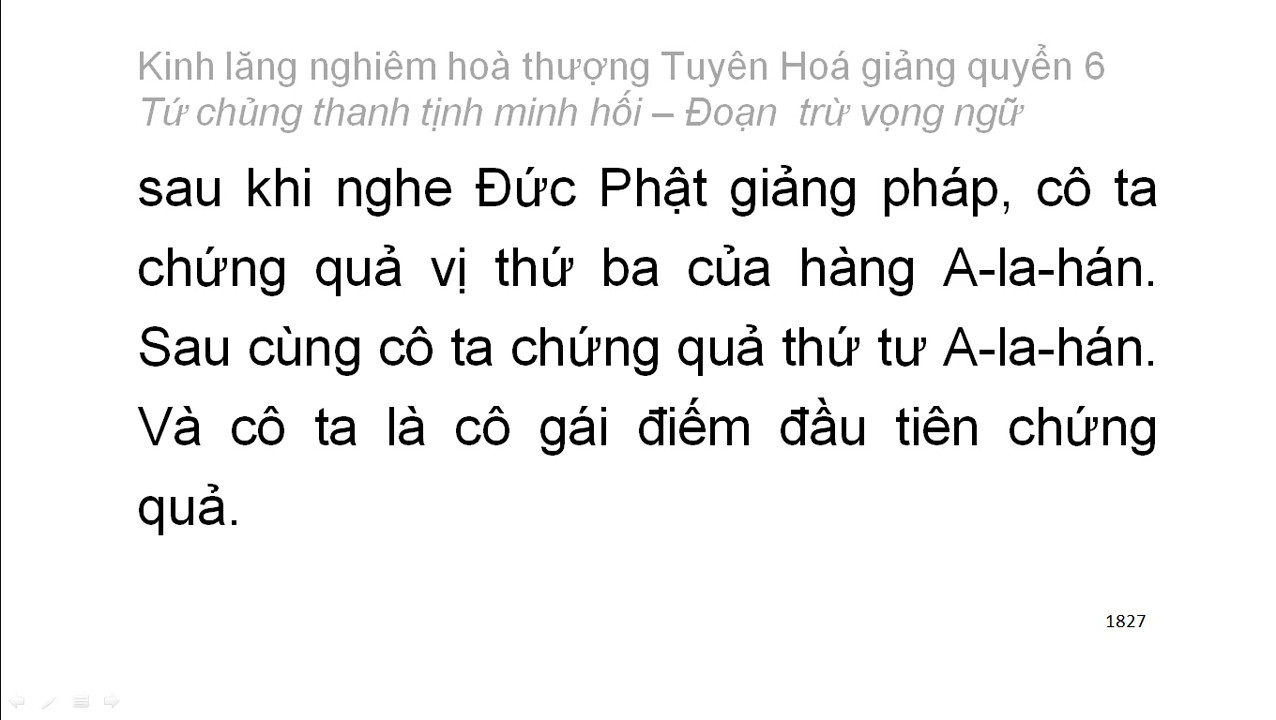 Kinh lăng nghiêm hoà thượng Tuyên Hoá giảng quyển 6
Tứ chủng thanh tịnh minh hối – Đoạn trừ vọng ngữ
sau khi nghe Đức Phật giảng pháp, cô ta
chứng quả vị thứ ba của hàng A-la-hán.
Sau cùng cô ta chứng quả thứ tư A-la-hán.
Và cô ta là cô gái điếm đầu tiên chứng
quả.
1827